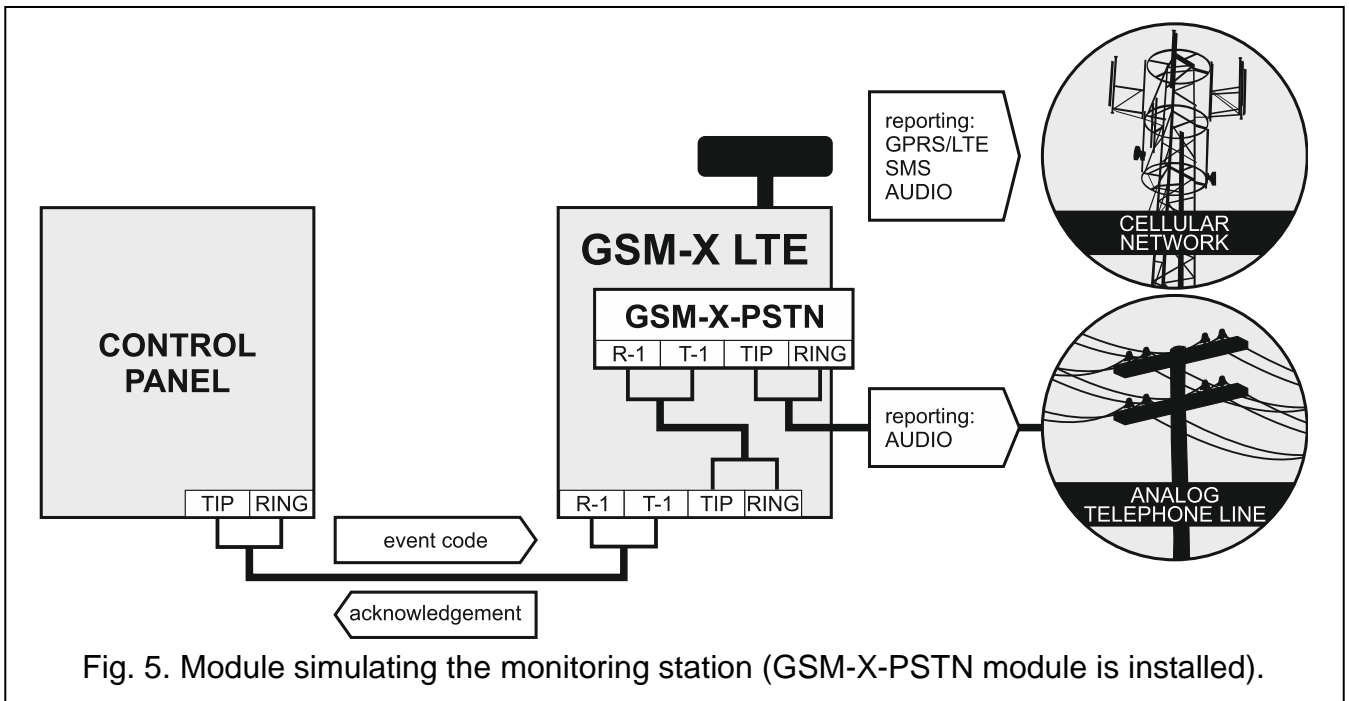 reporting:
GPRS/LTE
SMS
AUDIO
CELLULAR
NETWORK
GSM-X LTE
GSM-X-PSTN
R-1 T-1 TIP RING
CONTROL
PANEL
reporting:
AUDIO
ANALOG
TELEPHONE LINE
TIP RING
R-1 T-1 TIP RING
event code
acknowledgement
Fig. 5. Module simulating the monitoring station (GSM-X-PSTN module is installed).